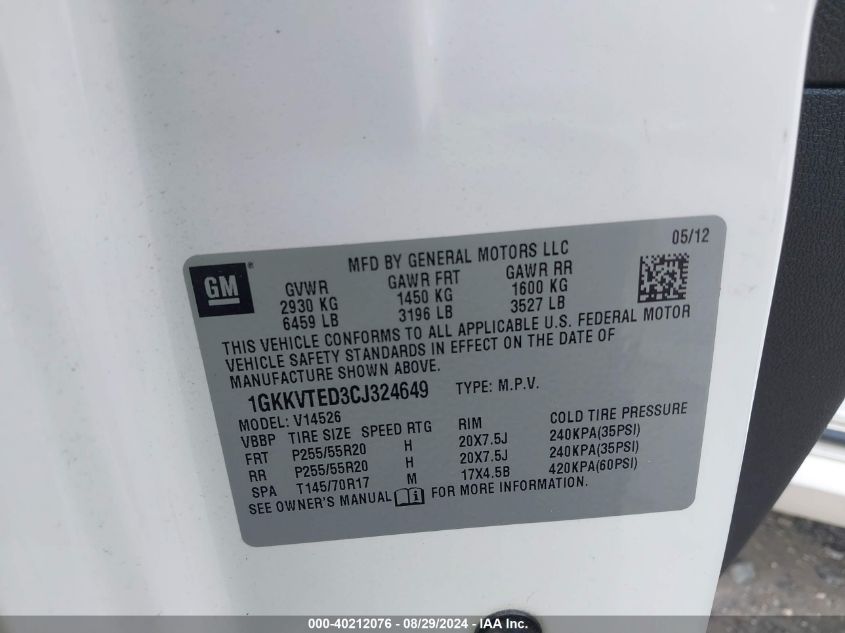 05/12
MFD BY GENERAL MOTORS LLC
GM®
GVWR GAWR FRT GAWR RR
2930 KG 1450 KG 1600 KG
6459 LB 3196 LB 3527 LB
THIS VEHICLE CONFORMS TO ALL APPLICABLE U.S. FEDERAL MOTOR
VEHICLE SAFETY STANDARDS IN EFFECT ON THE DATE OF
MANUFACTURE SHOWN ABOVE.
1GKKVTED3CJ324649 TYPE: M.P.V.
MODEL: V14526
VBBP TIRE SIZE SPEED RTG RIM COLD TIRE PRESSURE
FRT P255/55R20 H 20X7.5J 240KPA(35PSI)
RR P255/55R20 H 20X7.5J 240KPA(35PSI)
SPA T145/70R17 M 17X4.5B 420KPA(60PSI)
SEE OWNER'S MANUAL FOR MORE INFORMATION.
000-40212076 - 08/29/2024 - IAA Inc.